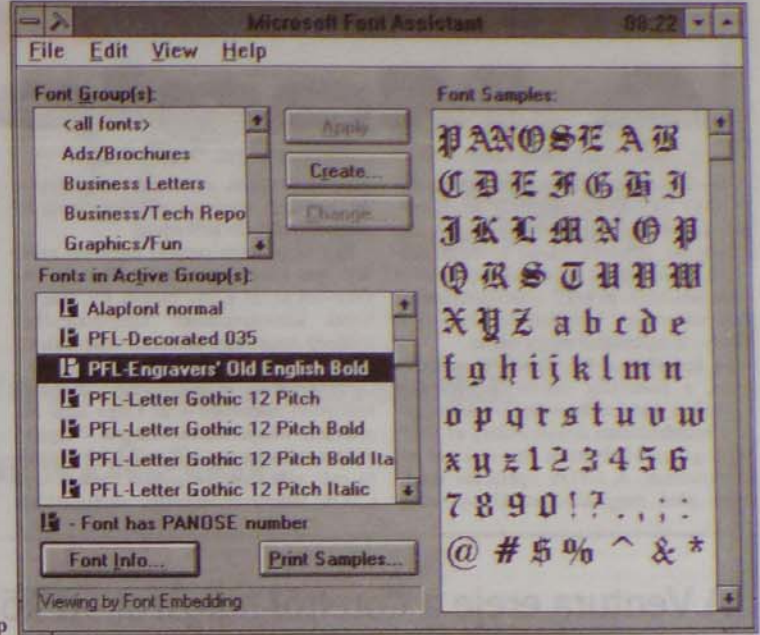 Microsoft Font Assistant 08:22
File Edit View Help
Font Group(s):
<all fonts>
Ads/Brochures
Business Letters
Business/Tech Repo
Graphics/Fun
Apply
Create...
Change...
Fonts in Active Group(s):
Alapfont normal
PFL-Decorated 035
PFL-Engravers' Old English Bold
PFL-Letter Gothic 12 Pitch
PFL-Letter Gothic 12 Pitch Bold
PFL-Letter Gothic 12 Pitch Bold Ita
PFL-Letter Gothic 12 Pitch Italic
- Font has PANOSE number
Font Info...
Print Samples...
Viewing by Font Embedding
Font Samples:
PANOSE A B
C D E F G H I
J K L M N O P
Q R S T U V W
X Y Z a b c d e
f g h i j k l m n
o p q r s t u v w
x y z 1 2 3 4 5 6
7 8 9 0 ! ? . , ; :
@ # $ % ^ & *
p